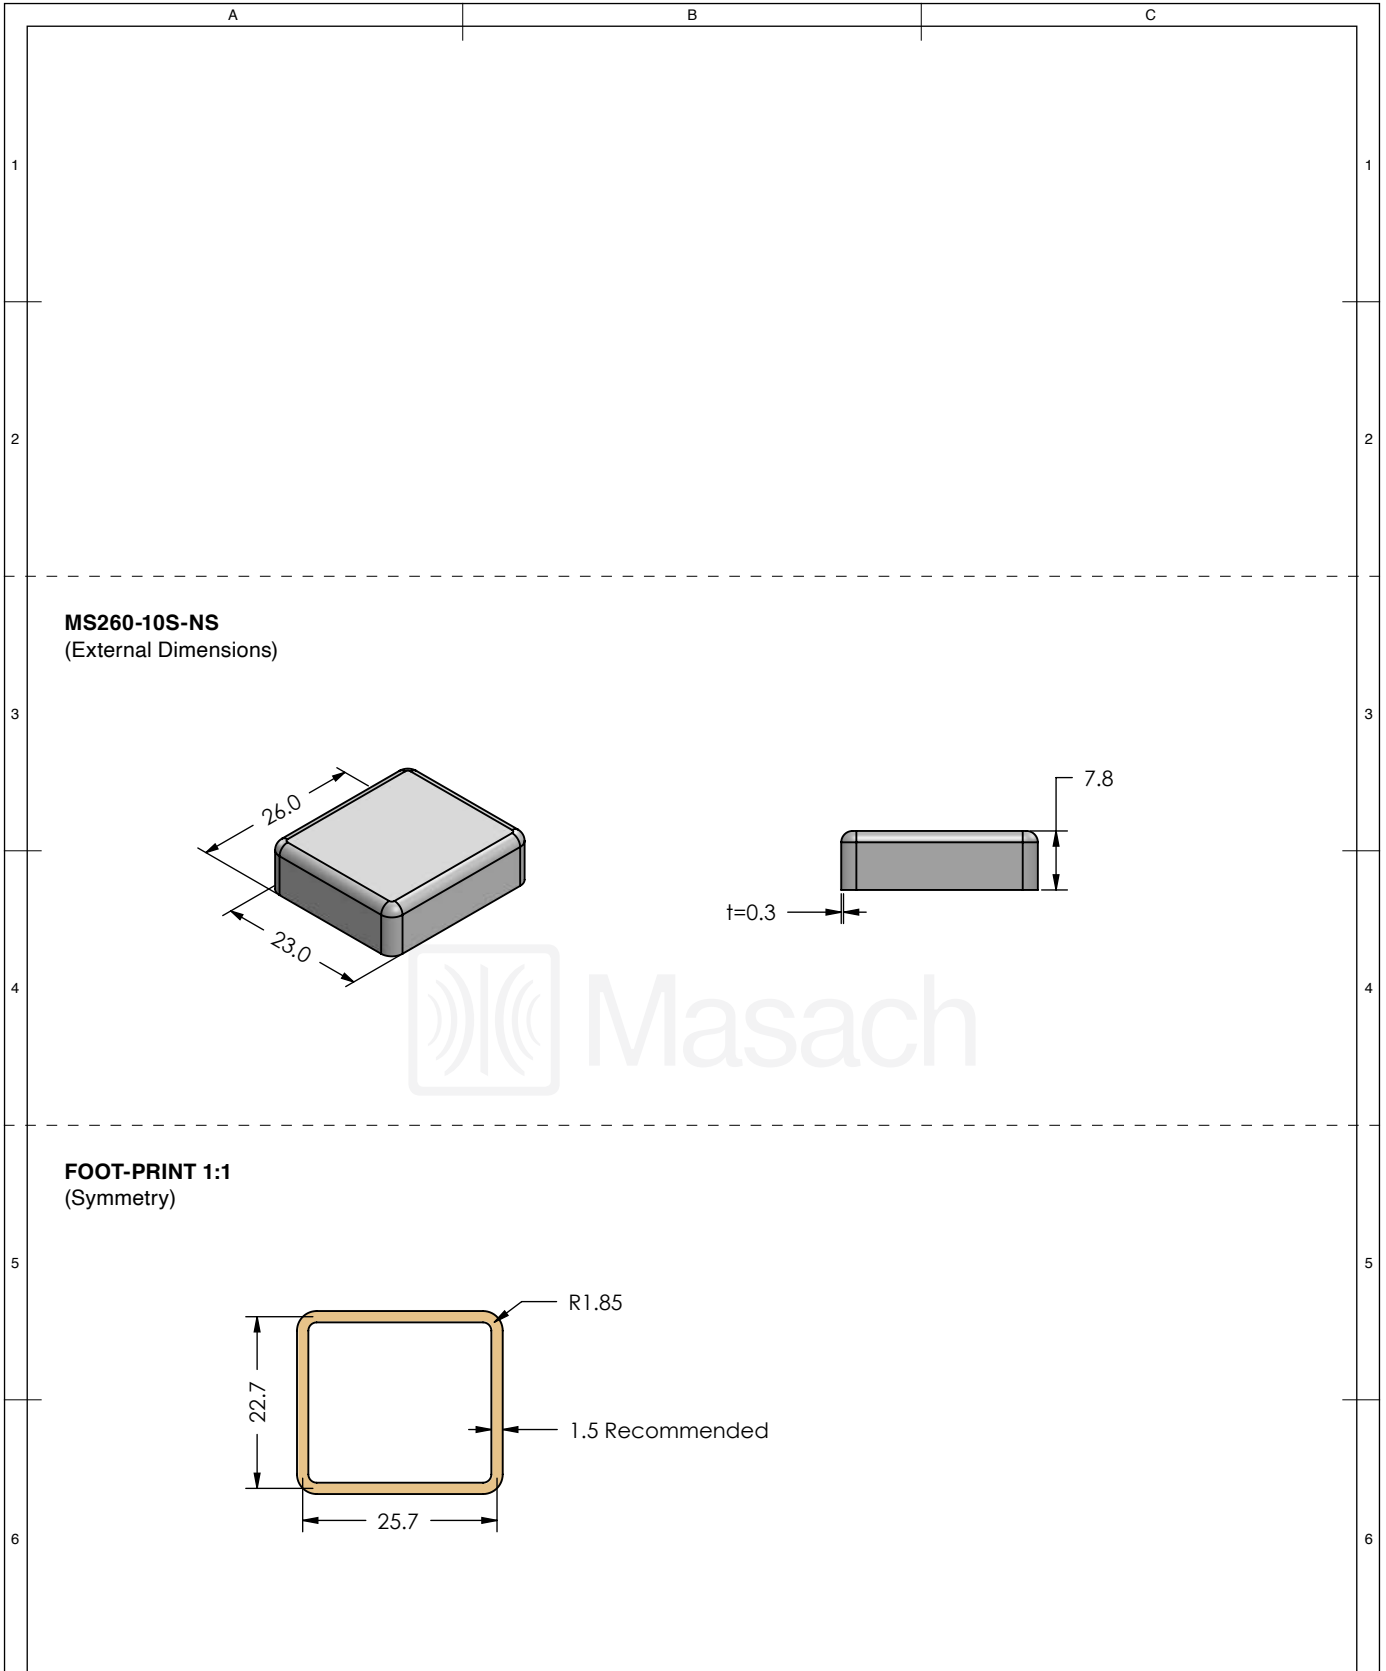 A B C
1 1
2 2
MS260-10S-NS
(External Dimensions)
3 3
26.0
7.8
t=0.3
23.0
Masach
4 4
FOOT-PRINT 1:1
(Symmetry)
5 5
R1.85
22.7
1.5 Recommended
25.7
6 6